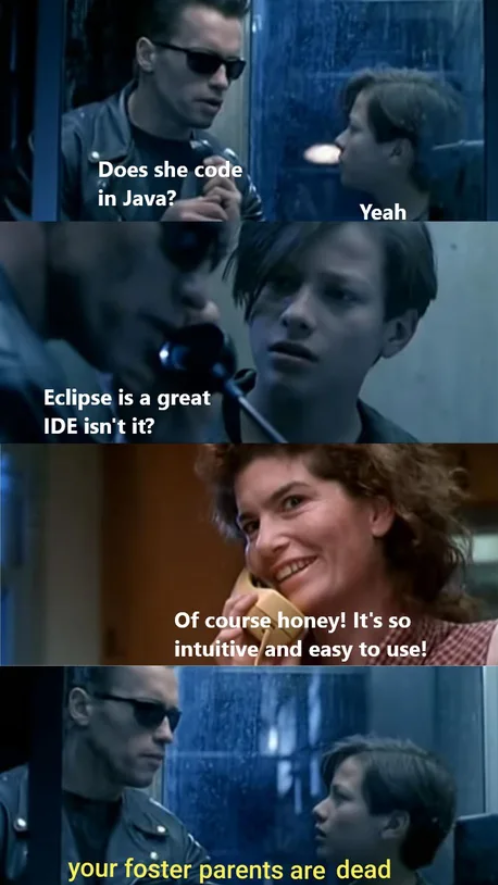 Does she code
in Java?
Yeah
Eclipse is a great
IDE isn't it?
Of course honey! It's so
intuitive and easy to use!
your foster parents are dead